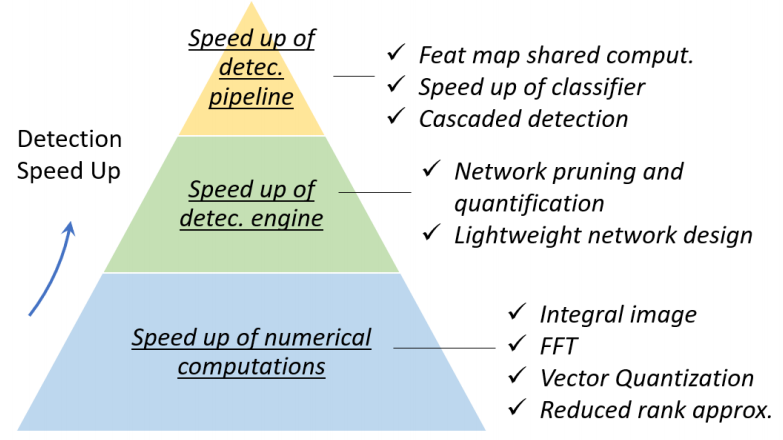 Speed up of
detec.
pipeline
✓ Feat map shared comput.
✓ Speed up of classifier
✓ Cascaded detection
Detection
Speed Up
Speed up of
detec. engine
✓ Network pruning and
quantification
✓ Lightweight network design
Speed up of numerical
computations
✓ Integral image
✓ FFT
✓ Vector Quantization
✓ Reduced rank approx.